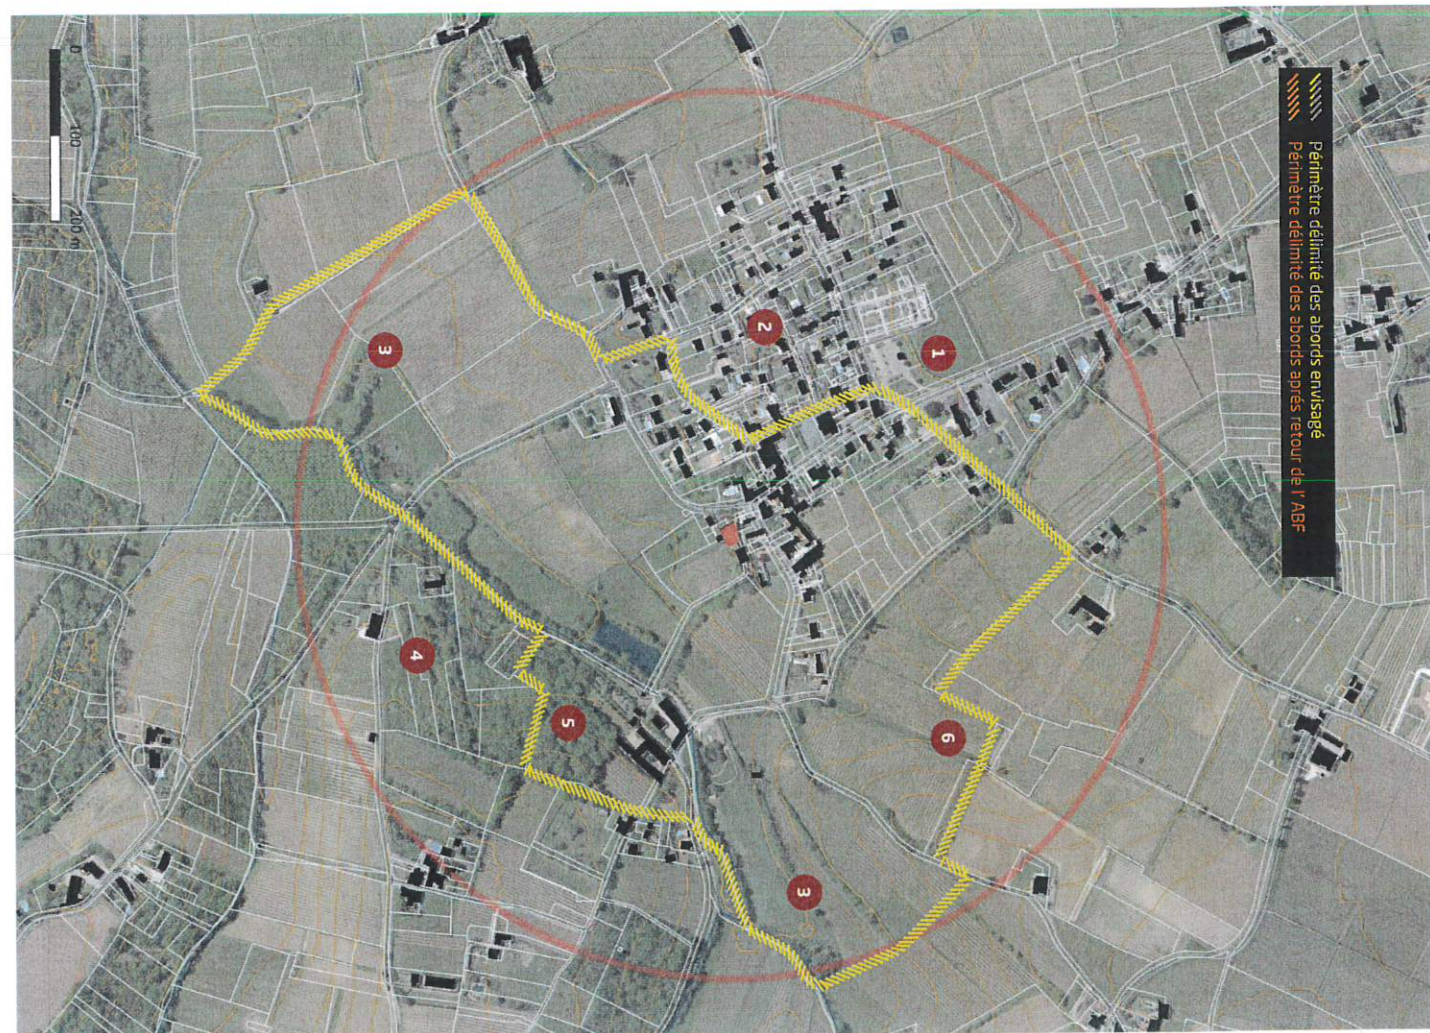 Périmètre délimité des abords envisagé
Périmètre délimité des abords après retour de l' ABF
0 100 200 m
1
2
3
4
5
6
3